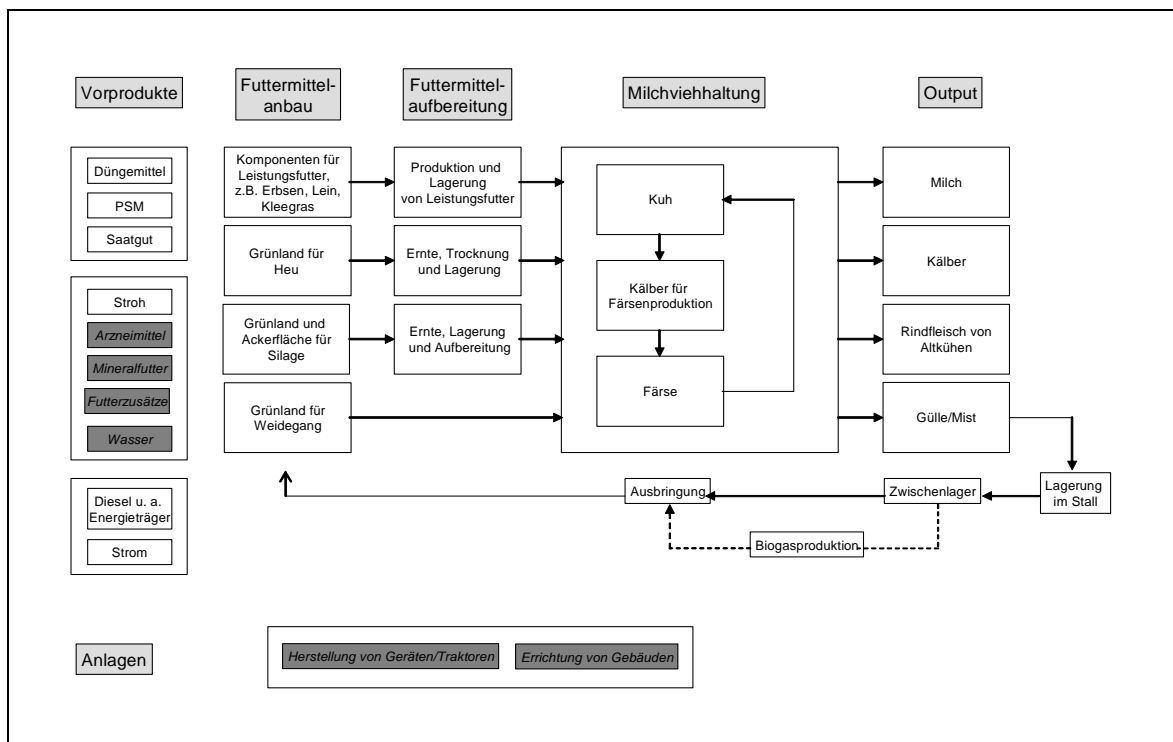 Vorprodukte
Futtermittel-
anbau
Futtermittel-
aufbereitung
Milchviehhaltung
Output
Düngemittel
PSM
Saatgut
Stroh
Arzneimittel
Mineralfutter
Futterzusätze
Wasser
Diesel u. a.
Energieträger
Strom
Komponenten für
Leistungsfutter,
z.B. Erbsen, Lein,
Kleegras
Grünland für
Heu
Grünland und
Ackerfläche für
Silage
Grünland für
Weidegang
Produktion und
Lagerung
von Leistungsfutter
Ernte, Trocknung
und Lagerung
Ernte, Lagerung
und Aufbereitung
Kuh
Kälber für
Färsenproduktion
Färse
Milch
Kälber
Rindfleisch von
Altkühen
Gülle/Mist
Lagerung
im Stall
Zwischenlager
Ausbringung
Biogasproduktion
Anlagen
Herstellung von Geräten/Traktoren
Errichtung von Gebäuden